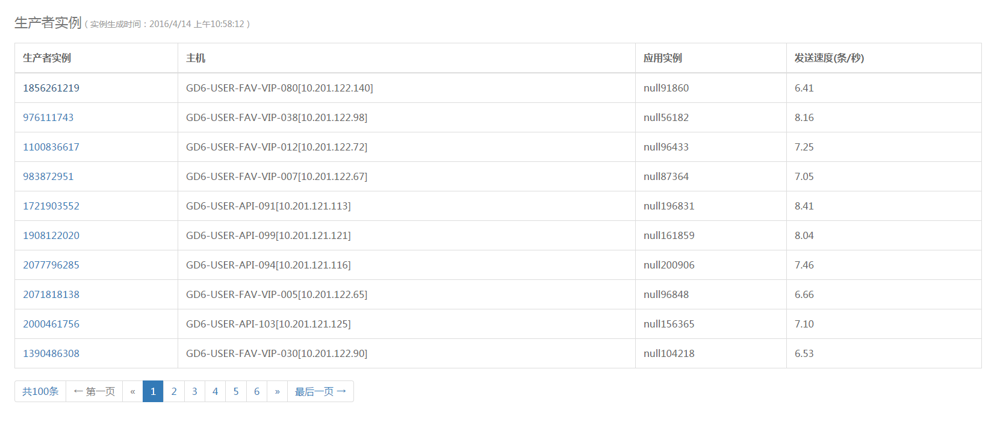 生产者实例 ( 实例生成时间：2016/4/14 上午10:58:12 )
生产者实例 主机 应用实例 发送速度(条/秒)
1856261219 GD6-USER-FAV-VIP-080[10.201.122.140] null91860 6.41
976111743 GD6-USER-FAV-VIP-038[10.201.122.98] null56182 8.16
1100836617 GD6-USER-FAV-VIP-012[10.201.122.72] null96433 7.25
983872951 GD6-USER-FAV-VIP-007[10.201.122.67] null87364 7.05
1721903552 GD6-USER-API-091[10.201.121.113] null196831 8.41
1908122020 GD6-USER-API-099[10.201.121.121] null161859 8.04
2077796285 GD6-USER-API-094[10.201.121.116] null200906 7.46
2071818138 GD6-USER-FAV-VIP-005[10.201.122.65] null96848 6.66
2000461756 GD6-USER-API-103[10.201.121.125] null156365 7.10
1390486308 GD6-USER-FAV-VIP-030[10.201.122.90] null104218 6.53
共100条 ← 第一页 « 1 2 3 4 5 6 » 最后一页 →